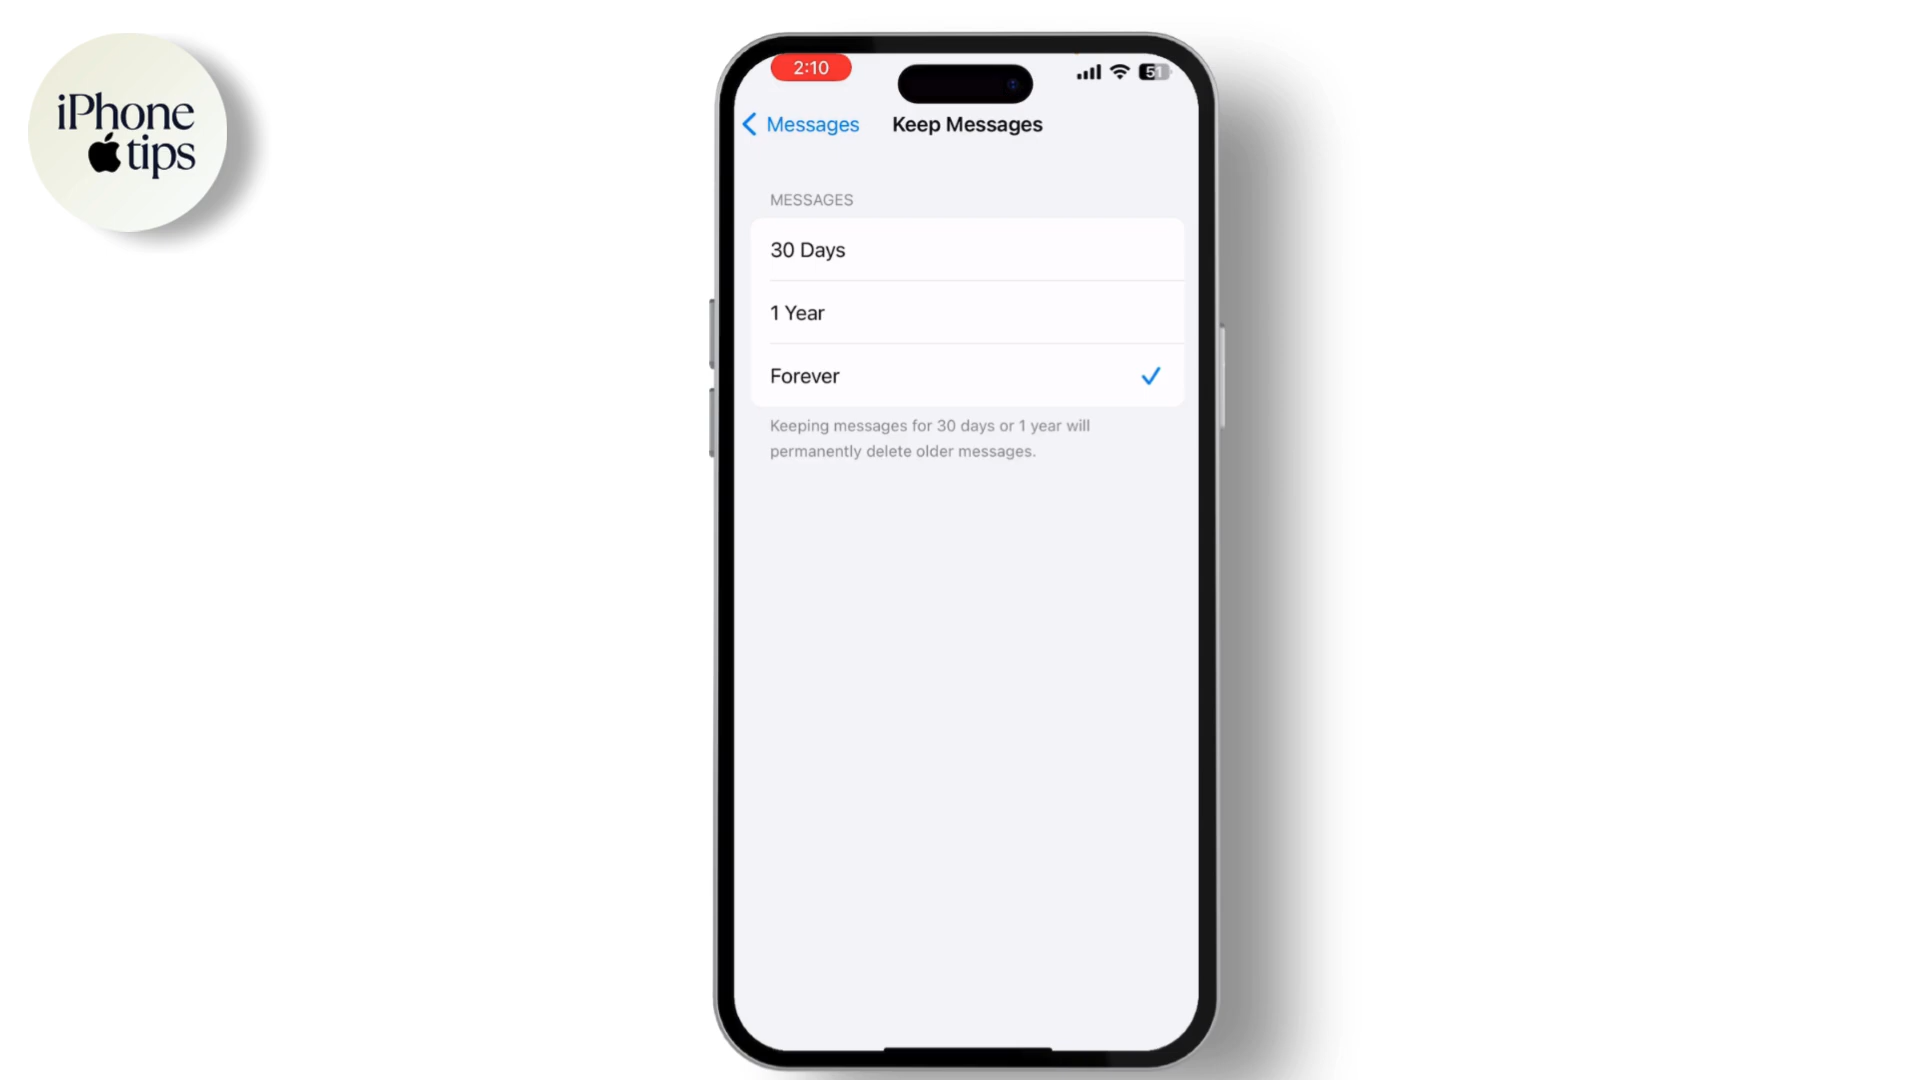 iPhone
tips
2:10
51
Messages
Keep Messages
MESSAGES
30 Days
1 Year
Forever
Keeping messages for 30 days or 1 year will
permanently delete older messages.